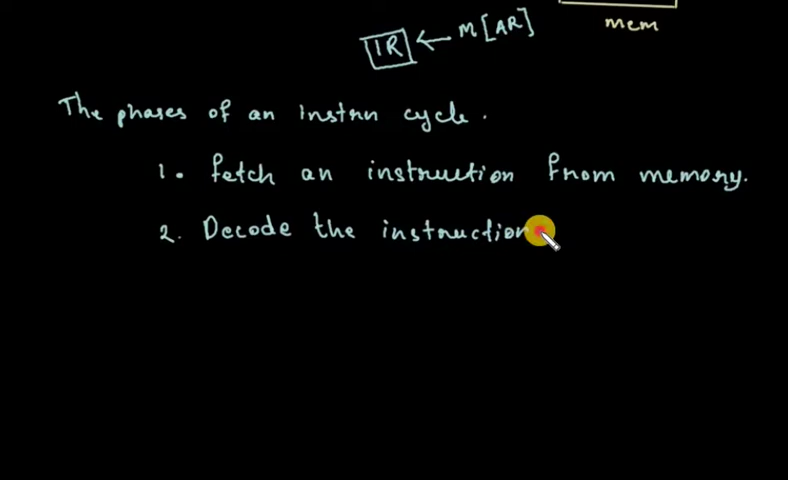 mem
IR ← M[AR]
The phases of an instrn cycle.
1. Fetch an instruction from memory.
2. Decode the instruction